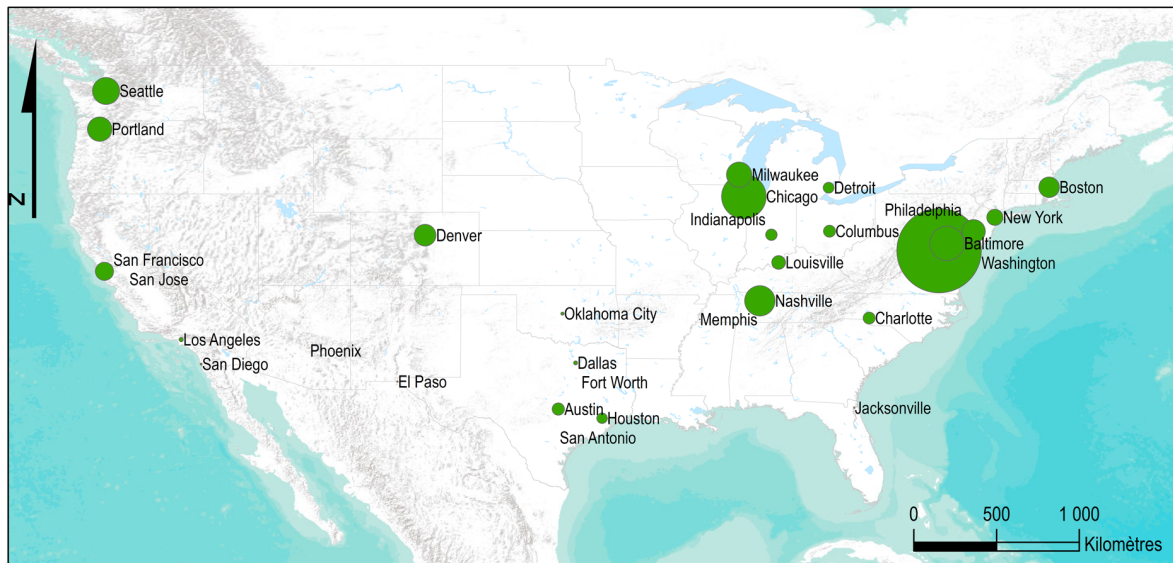 Seattle
Portland
N
Milwaukee
Chicago
Detroit
Boston
Indianapolis
Philadelphia
New York
Denver
Columbus
Baltimore
Washington
San Francisco
San Jose
Louisville
Nashville
Memphis
Charlotte
Oklahoma City
Los Angeles
San Diego
Phoenix
Dallas
Fort Worth
El Paso
Austin
Houston
San Antonio
Jacksonville
0 500 1 000
Kilomètres